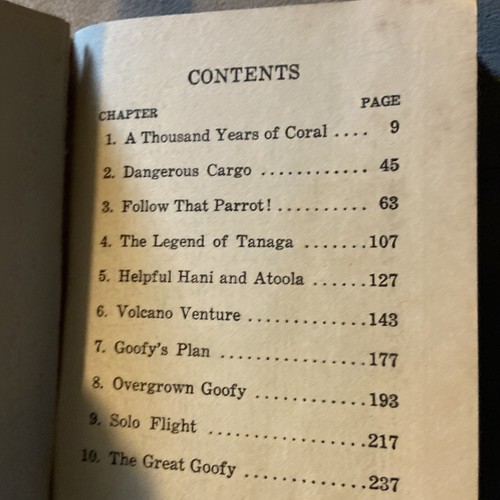 CONTENTS
CHAPTER PAGE
1. A Thousand Years of Coral .... 9
2. Dangerous Cargo ............ 45
3. Follow That Parrot! .......... 63
4. The Legend of Tanaga .......107
5. Helpful Hani and Atoola ......127
6. Volcano Venture .............143
7. Goofy's Plan ................177
8. Overgrown Goofy ............193
9. Solo Flight .................217
10. The Great Goofy .............237